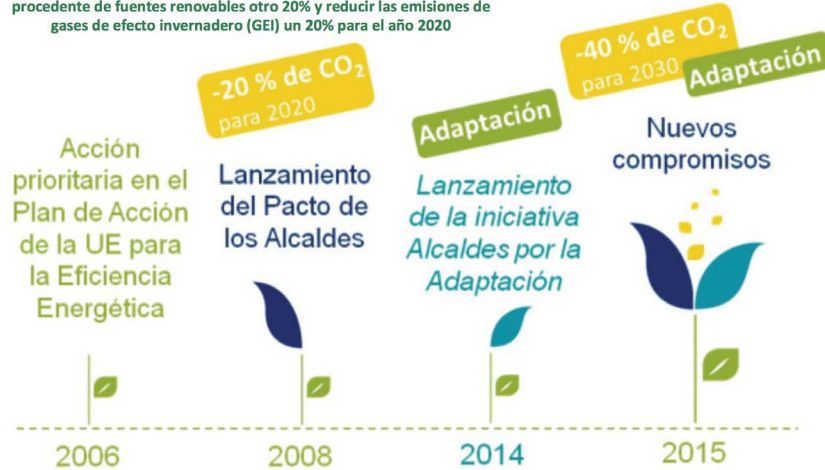 procedente de fuentes renovables otro 20% y reducir las emisiones de
gases de efecto invernadero (GEI) un 20% para el año 2020
Acción
prioritaria en el
Plan de Acción
de la UE para
la Eficiencia
Energética
2006
-20 % de CO₂
para 2020
Lanzamiento
del Pacto de
los Alcaldes
2008
Adaptación
Lanzamiento
de la iniciativa
Alcaldes por la
Adaptación
2014
-40 % de CO₂
para 2030
Adaptación
Nuevos
compromisos
2015